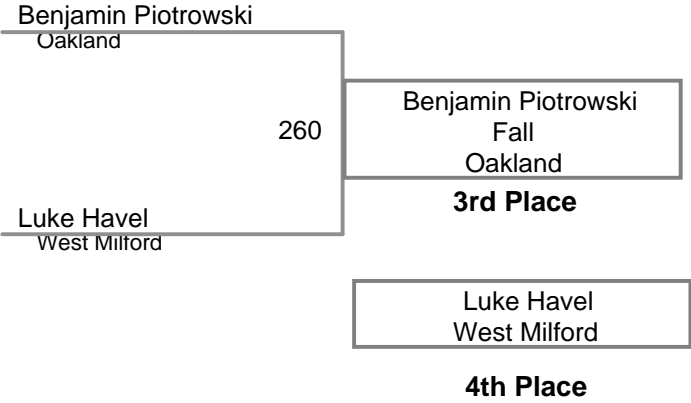 Benjamin Piotrowski
Oakland
260
Benjamin Piotrowski
Fall
Oakland
3rd Place
Luke Havel
West Milford
Luke Havel
West Milford
4th Place